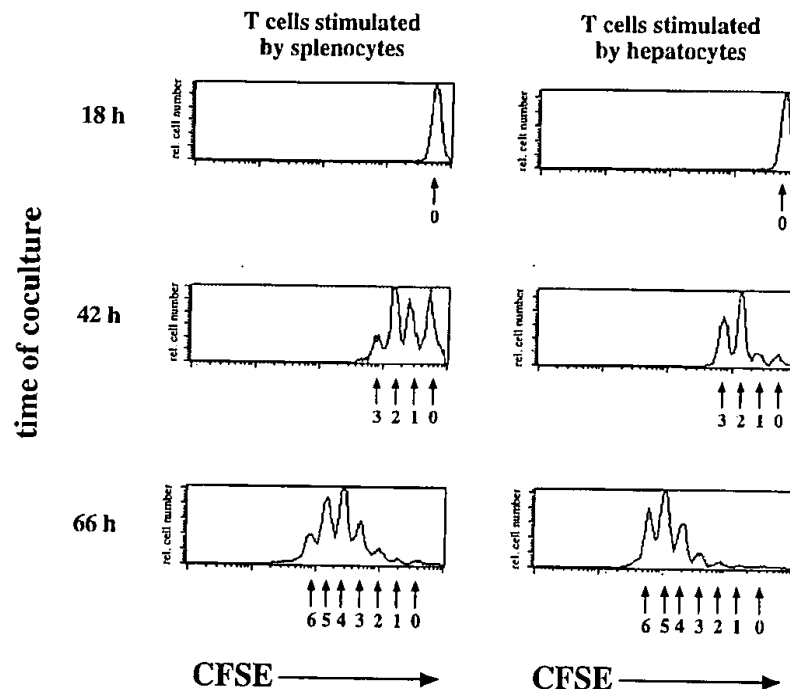 T cells stimulated
by splenocytes
T cells stimulated
by hepatocytes
time of coculture
18 h
rel. cell number
0
rel. cell number
0
42 h
rel. cell number
3 2 1 0
rel. cell number
3 2 1 0
66 h
rel. cell number
6 5 4 3 2 1 0
rel. cell number
6 5 4 3 2 1 0
CFSE
CFSE